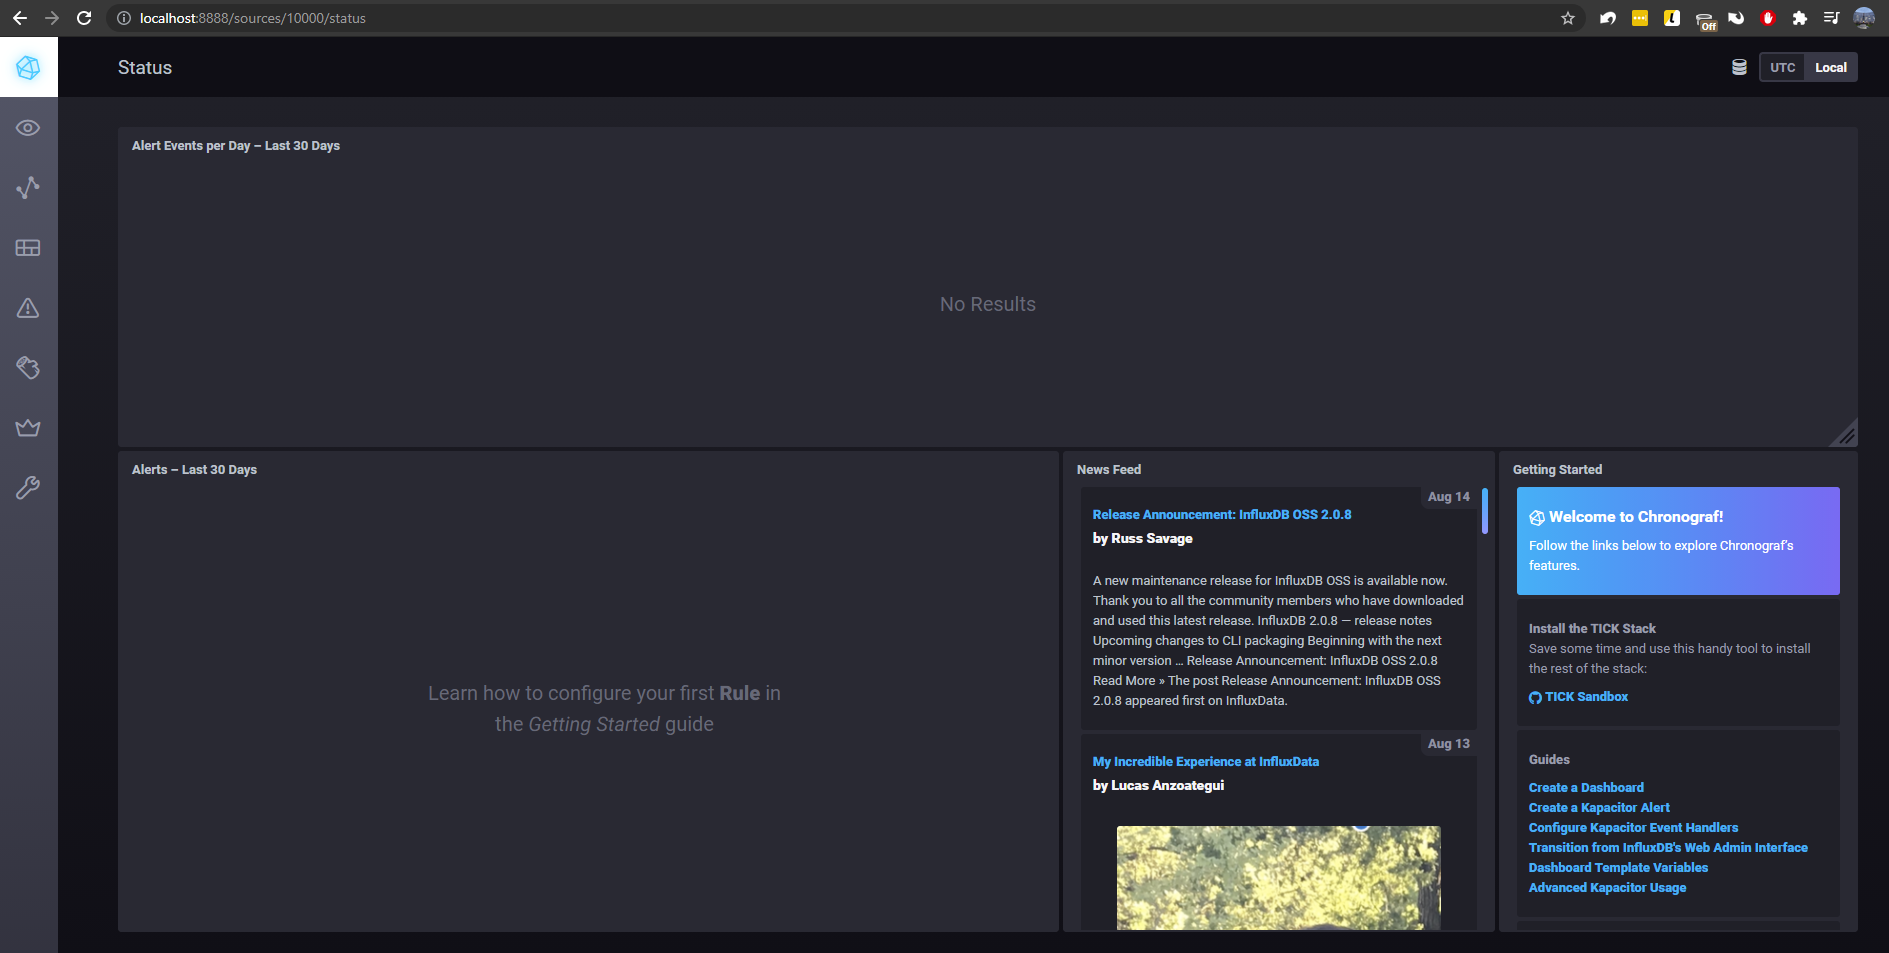 localhost:8888/sources/10000/status
Off
Status
UTC
Local
Alert Events per Day – Last 30 Days
No Results
Alerts – Last 30 Days
Learn how to configure your first Rule in
the Getting Started guide
News Feed
Aug 14
Release Announcement: InfluxDB OSS 2.0.8
by Russ Savage
A new maintenance release for InfluxDB OSS is available now.
Thank you to all the community members who have downloaded
and used this latest release. InfluxDB 2.0.8 — release notes
Upcoming changes to CLI packaging Beginning with the next
minor version ... Release Announcement: InfluxDB OSS 2.0.8
Read More » The post Release Announcement: InfluxDB OSS
2.0.8 appeared first on InfluxData.
Aug 13
My Incredible Experience at InfluxData
by Lucas Anzoategui
Getting Started
Welcome to Chronograf!
Follow the links below to explore Chronograf's
features.
Install the TICK Stack
Save some time and use this handy tool to install
the rest of the stack:
TICK Sandbox
Guides
Create a Dashboard
Create a Kapacitor Alert
Configure Kapacitor Event Handlers
Transition from InfluxDB's Web Admin Interface
Dashboard Template Variables
Advanced Kapacitor Usage